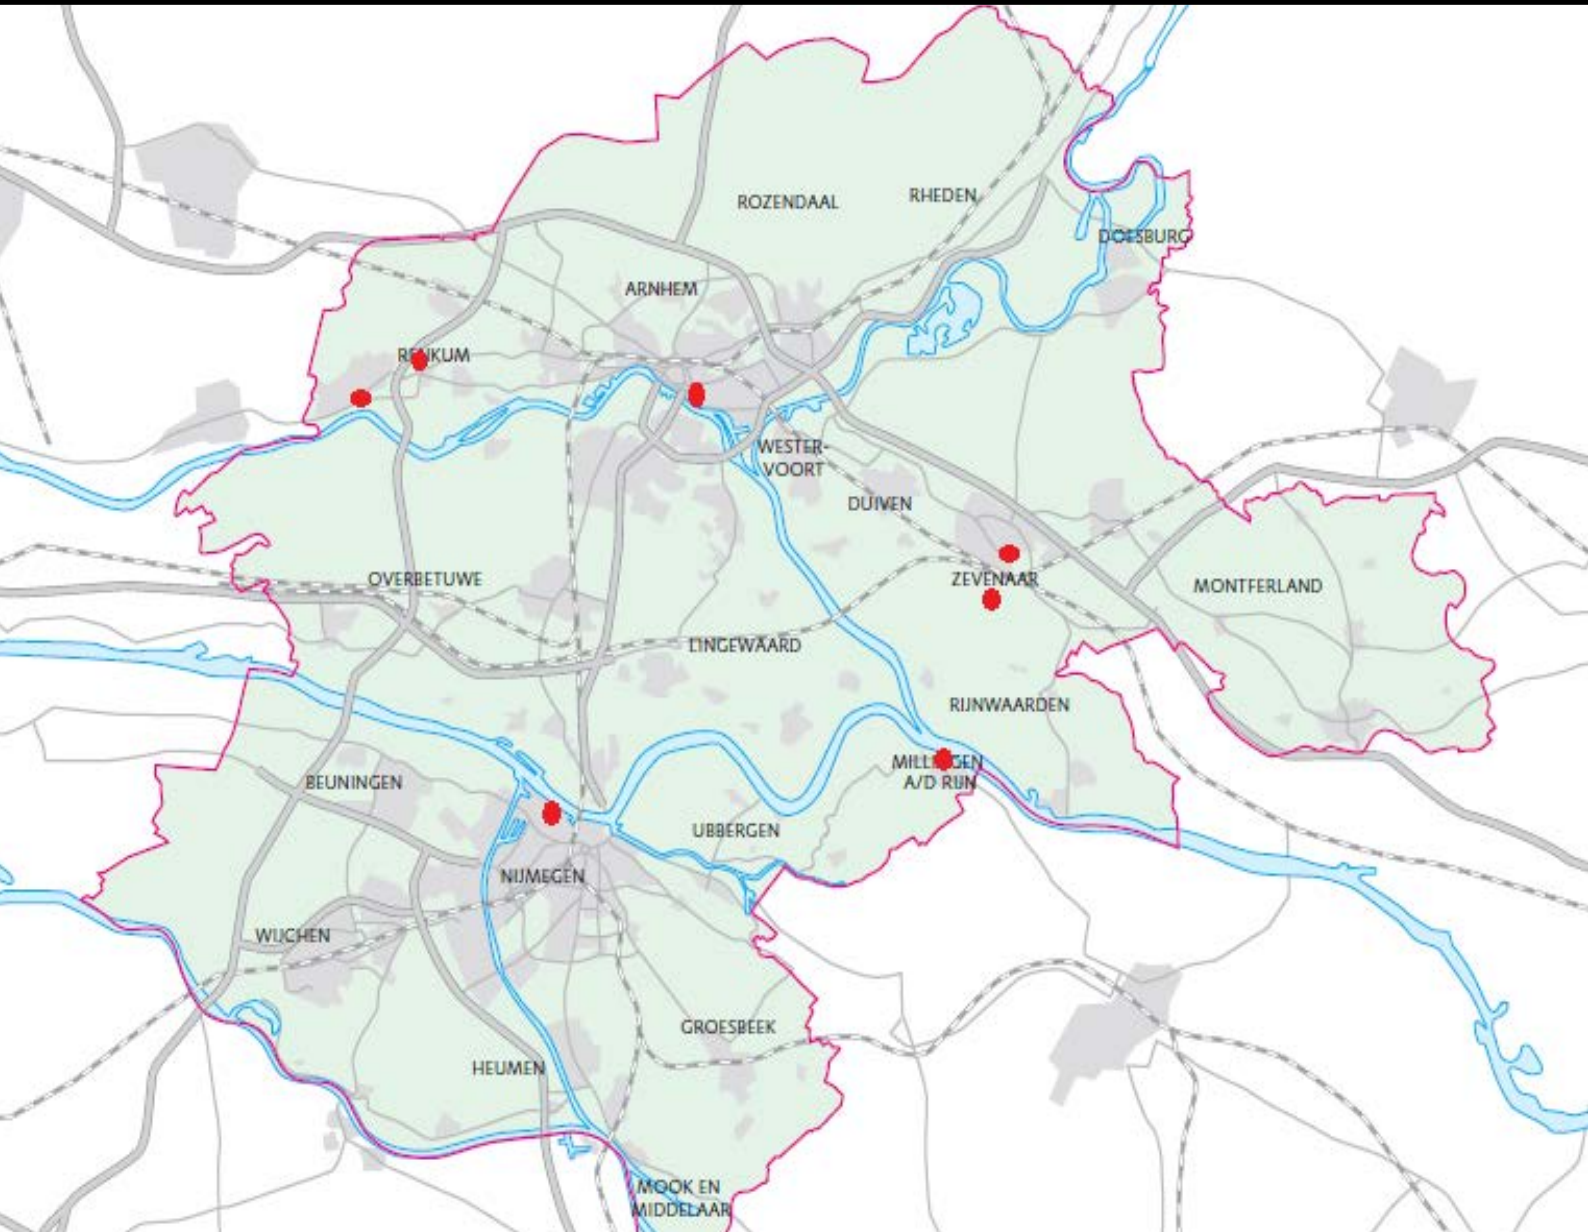 ROZENDAAL
RHEDEN
DOESBURG
ARNHEM
RENKUM
WESTER-
VOORT
DUIVEN
OVERBETUWE
ZEVENAAR
MONTFERLAND
LINGEWAARD
RIJNWAARDEN
MILLINGEN
A/D RIJN
BEUNINGEN
UBBERGEN
NIJMEGEN
WIJCHEN
GROESBEEK
HEUMEN
MOOK EN
MIDDELAAR